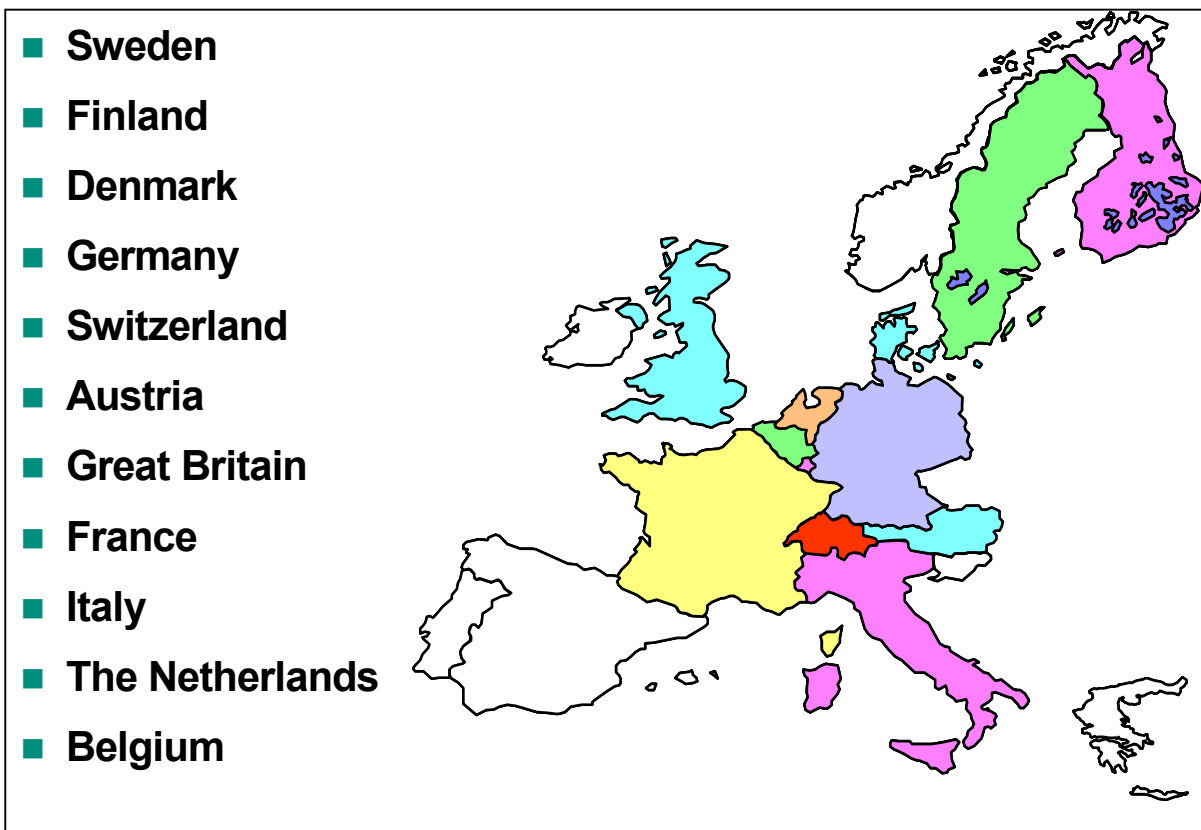 Sweden
Finland
Denmark
Germany
Switzerland
Austria
Great Britain
France
Italy
The Netherlands
Belgium